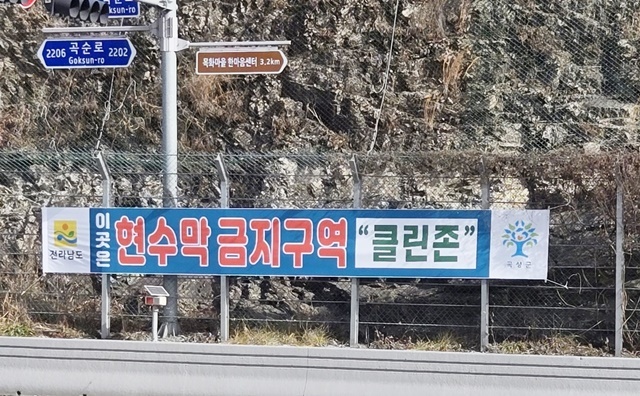 곡순로
2206 2202
Goksun-ro
ksun-ro
목화마을 한마음센터 3.2km
전라남도
이곳은
현수막 금지구역 "클린존"
곡성군